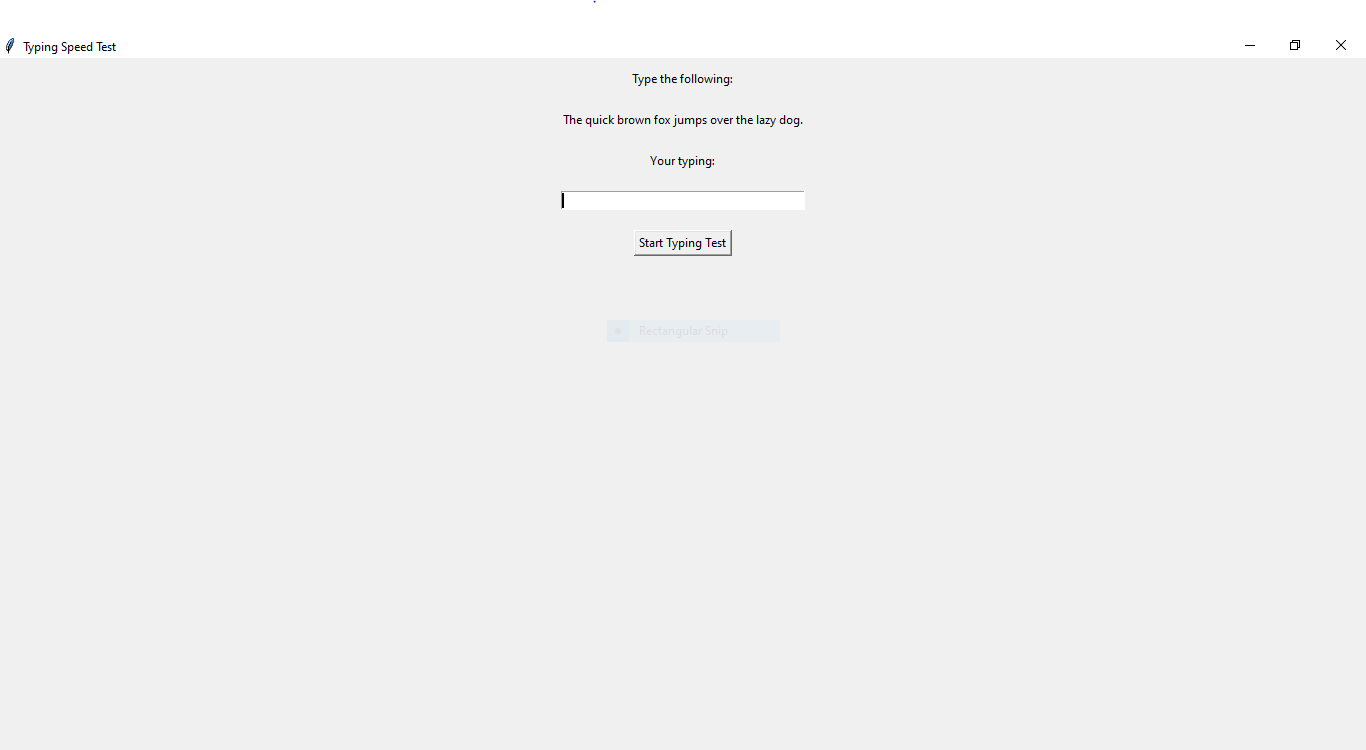 Typing Speed Test
Type the following:
The quick brown fox jumps over the lazy dog.
Your typing:
Start Typing Test
Rectangular Snip